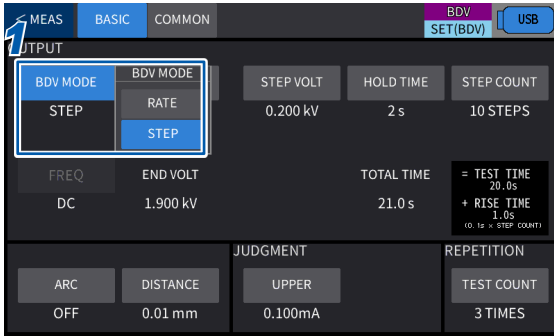 < MEAS BASIC COMMON BDV USB
SET(BDV)
1
OUTPUT
BDV MODE BDV MODE STEP VOLT HOLD TIME STEP COUNT
STEP RATE 0.200 kV 2 s 10 STEPS
STEP
FREQ END VOLT TOTAL TIME = TEST TIME
20.0s
DC 1.900 kV 21.0 s + RISE TIME
1.0s
(0.1s x STEP COUNT)
JUDGMENT REPETITION
ARC DISTANCE UPPER TEST COUNT
OFF 0.01 mm 0.100mA 3 TIMES